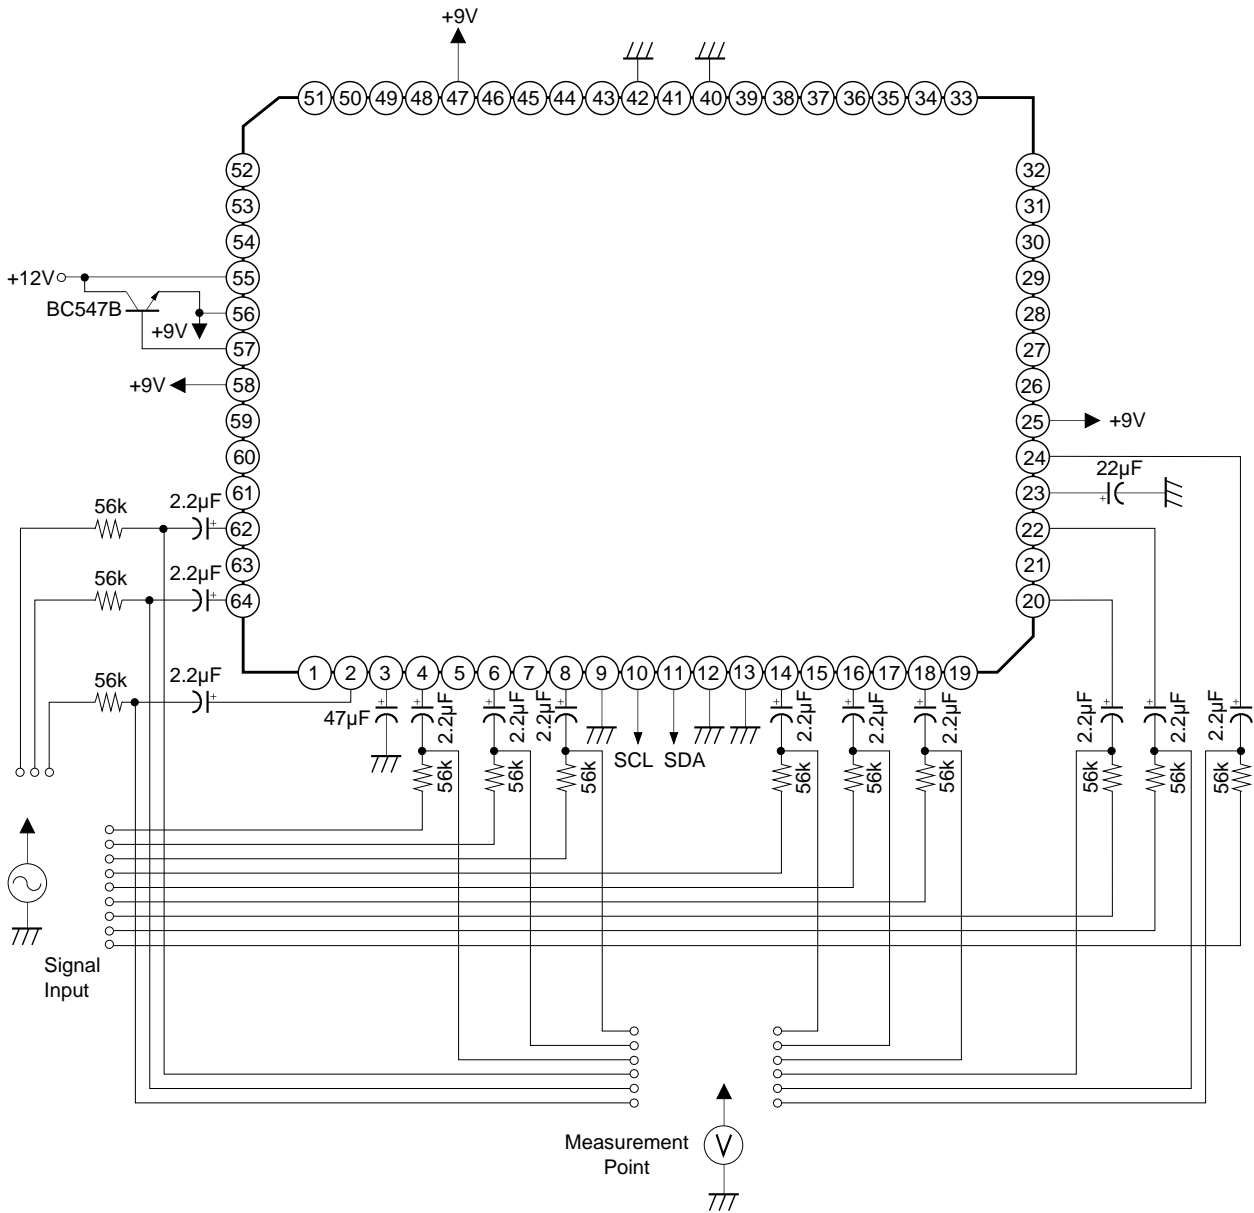 +9V
51 50 49 48 47 46 45 44 43 42 41 40 39 38 37 36 35 34 33
52 32
53 31
54 30
+12V 55 29
BC547B 56 28
+9V
57 27
+9V 58 26
59 25 +9V
60 24
22µF
61 23
+
56k 2.2µF
+ 62 22
63 21
56k 2.2µF
+ 64 20
1 2 3 4 5 6 7 8 9 10 11 12 13 14 15 16 17 18 19
56k 2.2µF
+
47µF + + 2.2µF + 2.2µF 2.2µF + + 2.2µF + 2.2µF + 2.2µF + 2.2µF + 2.2µF 2.2µF +
SCL SDA
56k 56k 56k 56k 56k 56k 56k 56k 56k
Signal
Input
Measurement
Point
V